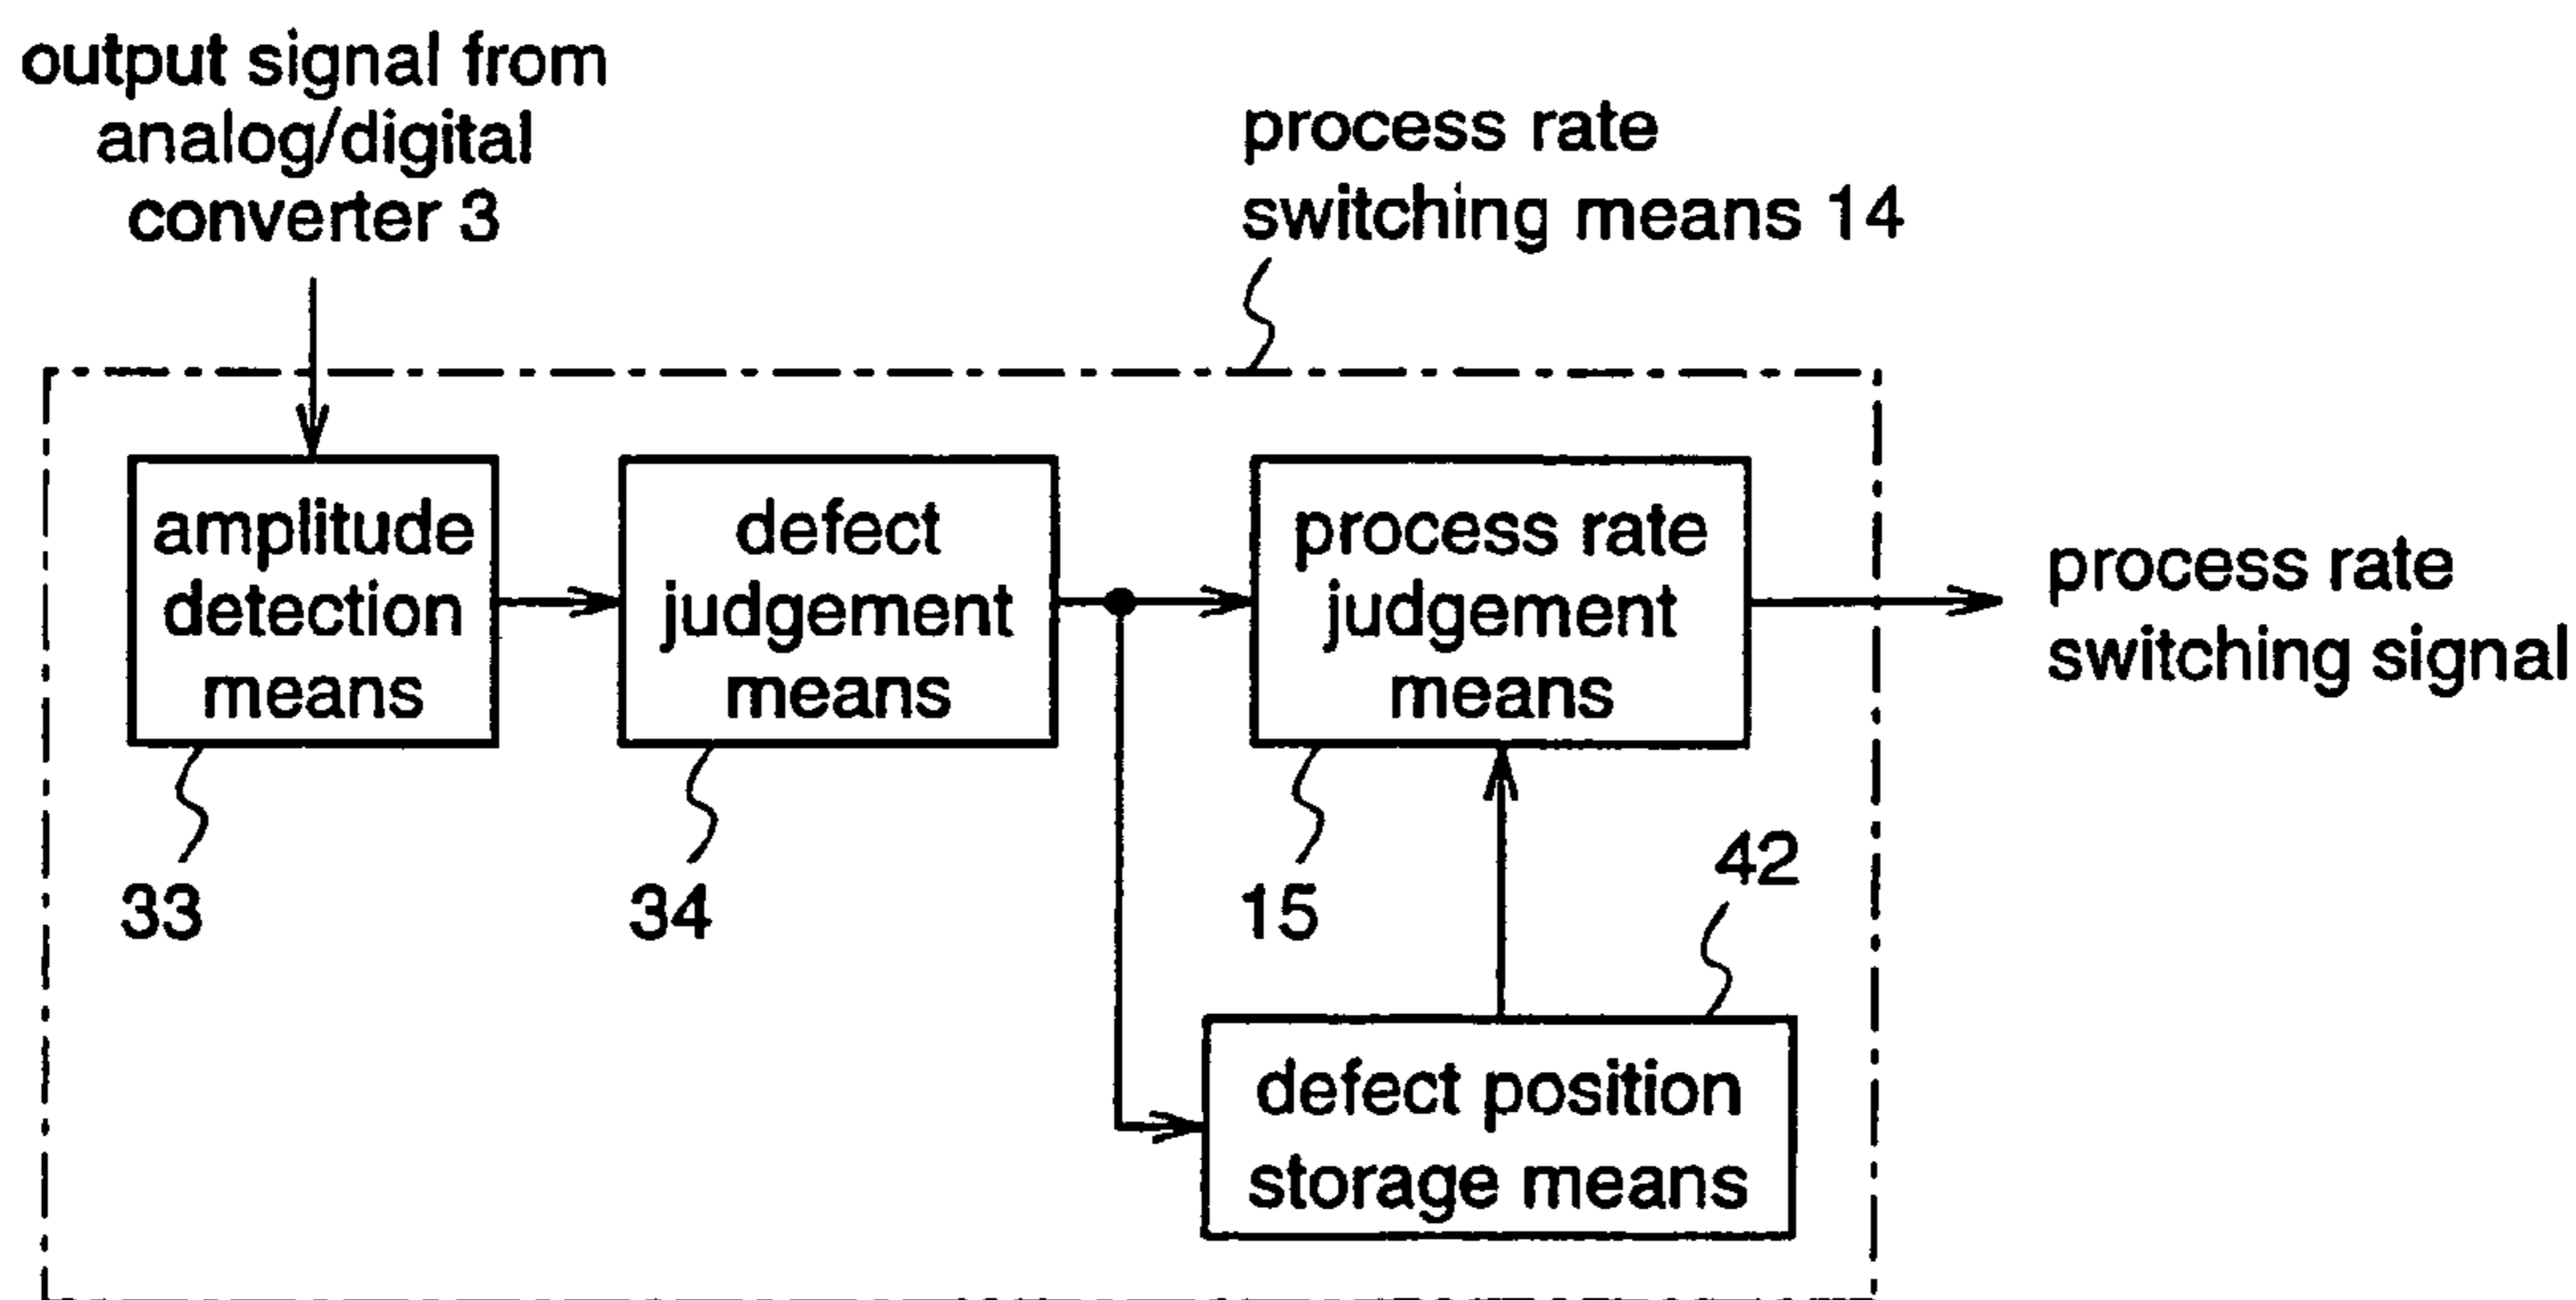 output signal from
analog/digital
converter 3
process rate
switching means 14
amplitude
detection
means
defect
judgement
means
process rate
judgement
means
process rate
switching signal
33
34
15
42
defect position
storage means